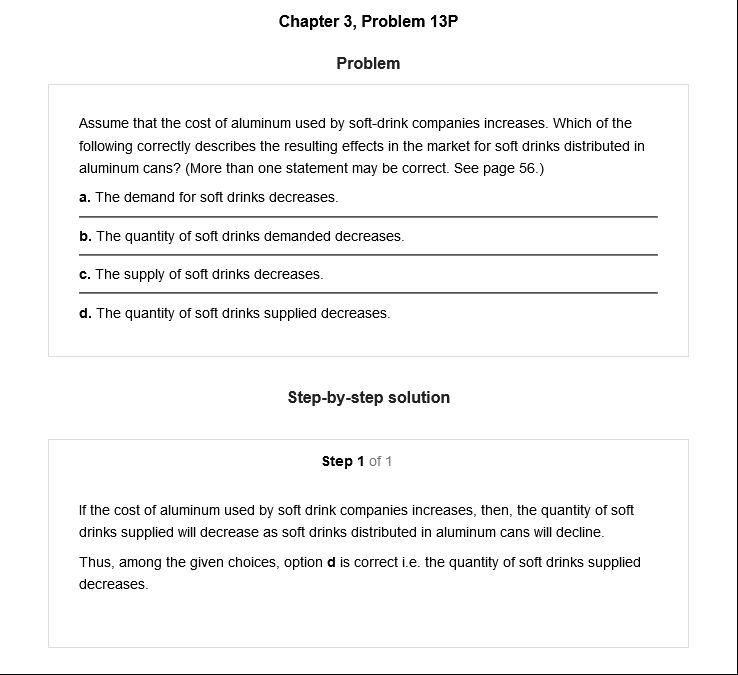 Chapter 3, Problem 13P
Problem
Assume that the cost of aluminum used by soft-drink companies increases. Which of the
following correctly describes the resulting effects in the market for soft drinks distributed in
aluminum cans? (More than one statement may be correct. See page 56.)
a. The demand for soft drinks decreases.
b. The quantity of soft drinks demanded decreases.
c. The supply of soft drinks decreases.
d. The quantity of soft drinks supplied decreases.
Step-by-step solution
Step 1 of 1
If the cost of aluminum used by soft drink companies increases, then, the quantity of soft
drinks supplied will decrease as soft drinks distributed in aluminum cans will decline.
Thus, among the given choices, option d is correct i.e. the quantity of soft drinks supplied
decreases.